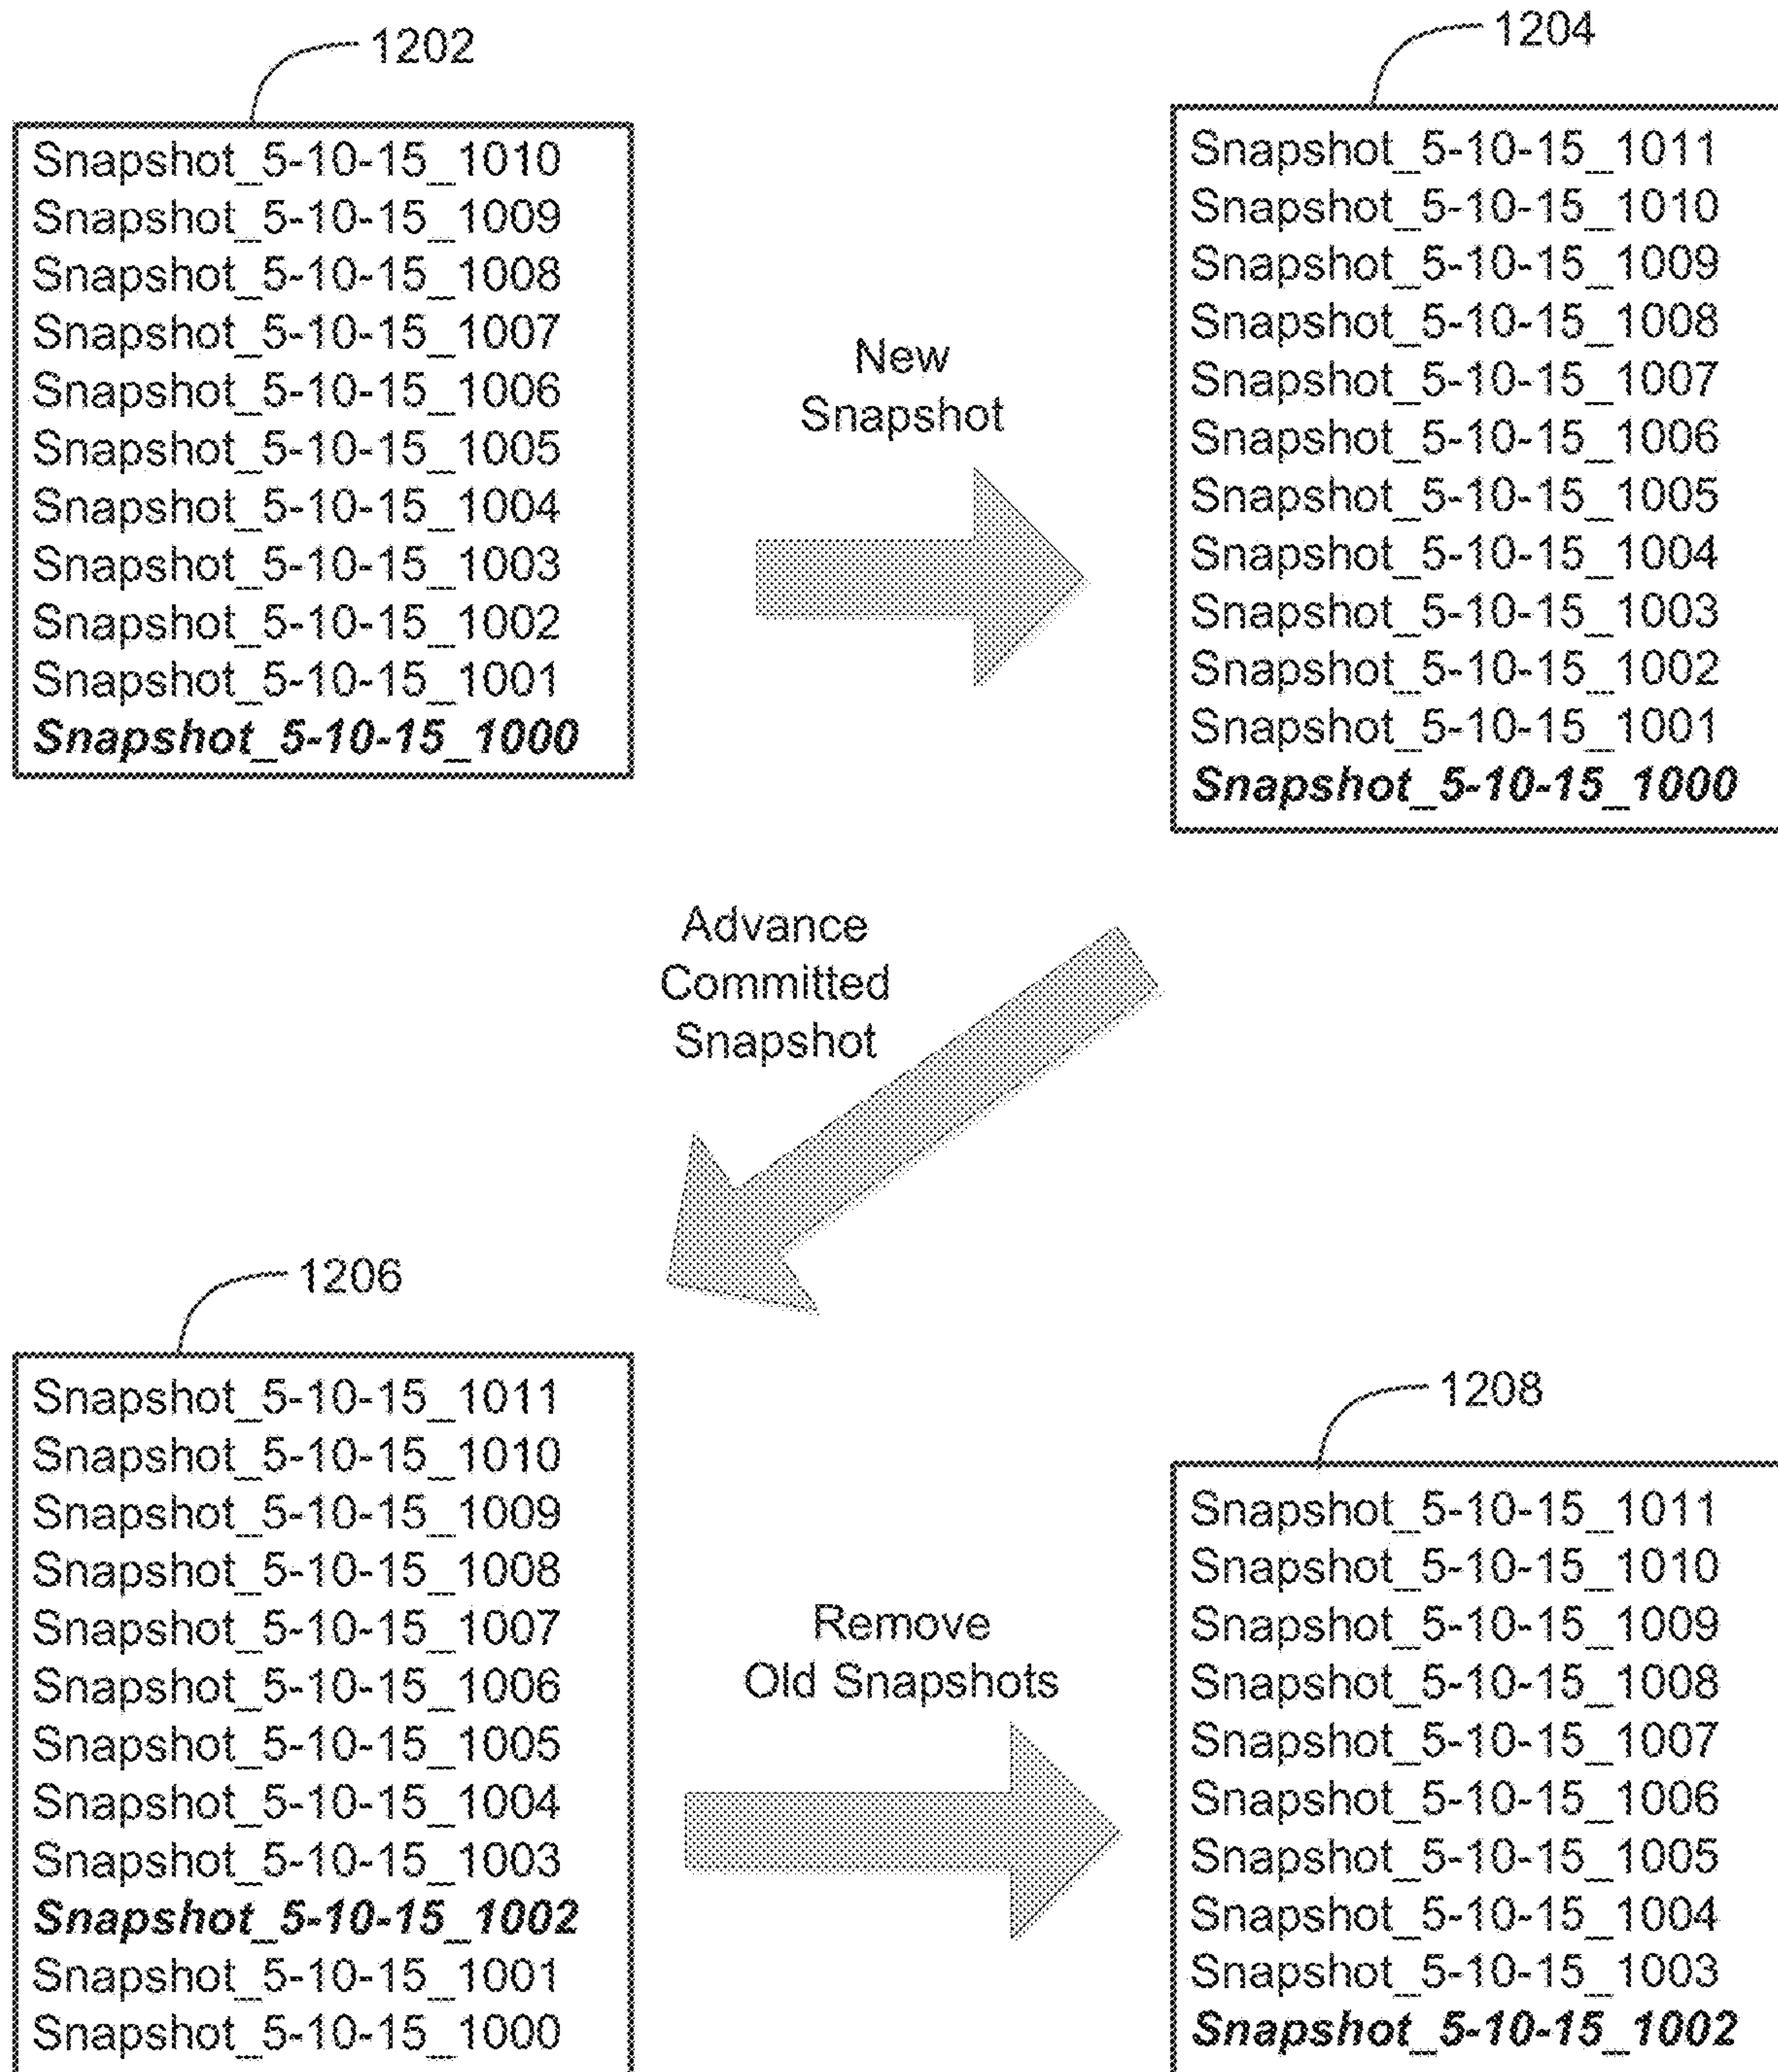 1202
Snapshot_5-10-15_1010
Snapshot_5-10-15_1009
Snapshot_5-10-15_1008
Snapshot_5-10-15_1007
Snapshot_5-10-15_1006
Snapshot_5-10-15_1005
Snapshot_5-10-15_1004
Snapshot_5-10-15_1003
Snapshot_5-10-15_1002
Snapshot_5-10-15_1001
Snapshot_5-10-15_1000
New
Snapshot
1204
Snapshot_5-10-15_1011
Snapshot_5-10-15_1010
Snapshot_5-10-15_1009
Snapshot_5-10-15_1008
Snapshot_5-10-15_1007
Snapshot_5-10-15_1006
Snapshot_5-10-15_1005
Snapshot_5-10-15_1004
Snapshot_5-10-15_1003
Snapshot_5-10-15_1002
Snapshot_5-10-15_1001
Snapshot_5-10-15_1000
Advance
Committed
Snapshot
1206
Snapshot_5-10-15_1011
Snapshot_5-10-15_1010
Snapshot_5-10-15_1009
Snapshot_5-10-15_1008
Snapshot_5-10-15_1007
Snapshot_5-10-15_1006
Snapshot_5-10-15_1005
Snapshot_5-10-15_1004
Snapshot_5-10-15_1003
Snapshot_5-10-15_1002
Snapshot_5-10-15_1001
Snapshot_5-10-15_1000
Remove
Old Snapshots
1208
Snapshot_5-10-15_1011
Snapshot_5-10-15_1010
Snapshot_5-10-15_1009
Snapshot_5-10-15_1008
Snapshot_5-10-15_1007
Snapshot_5-10-15_1006
Snapshot_5-10-15_1005
Snapshot_5-10-15_1004
Snapshot_5-10-15_1003
Snapshot_5-10-15_1002